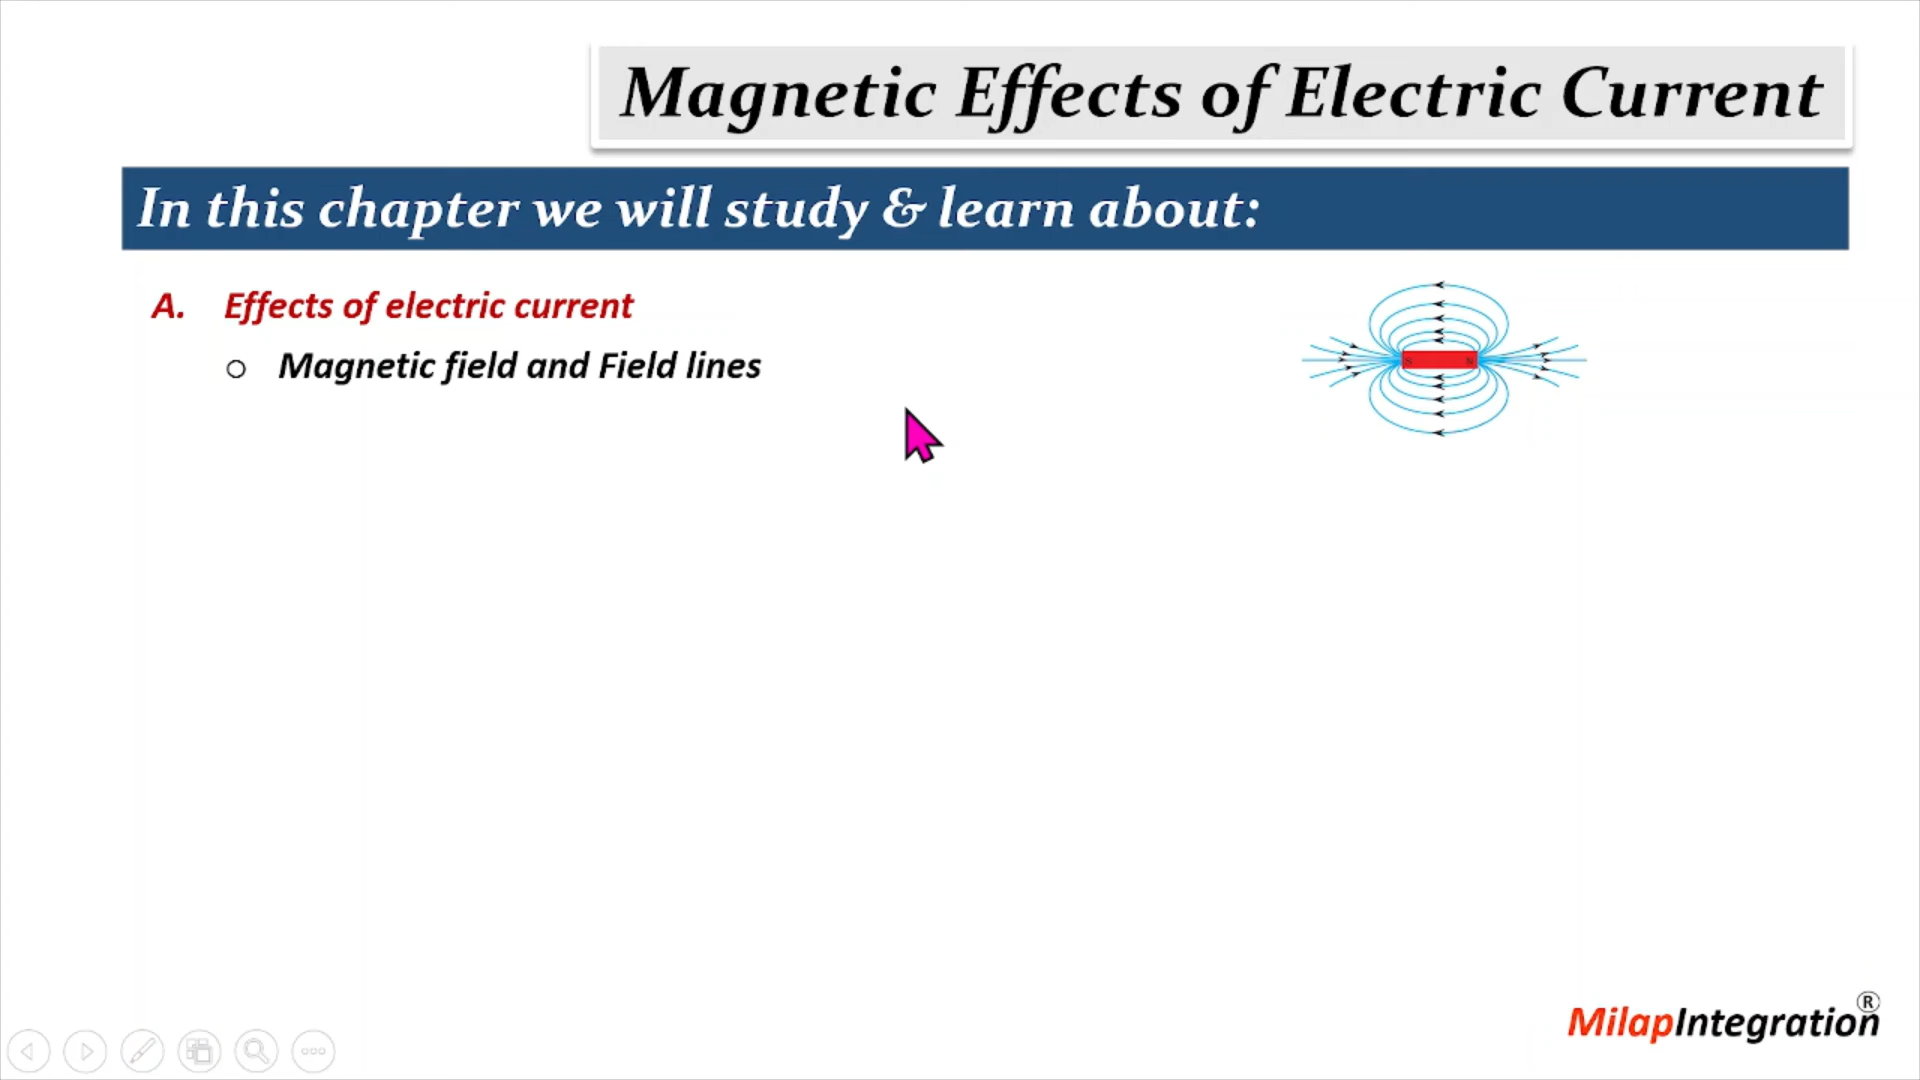 Magnetic Effects of Electric Current
In this chapter we will study & learn about:
A. Effects of electric current
○ Magnetic field and Field lines
S N
MilapIntegration®